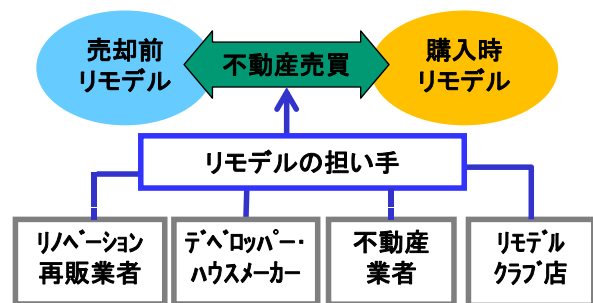 売却前
リモデル
不動産売買
購入時
リモデル
リモデルの担い手
ﾘﾉﾍﾞｰｼｮﾝ
再販業者
ﾃﾞﾍﾞﾛｯﾊﾟｰ・
ﾊｳｽﾒｰｶｰ
不動産
業者
ﾘﾓﾃﾞﾙ
ｸﾗﾌﾞ店